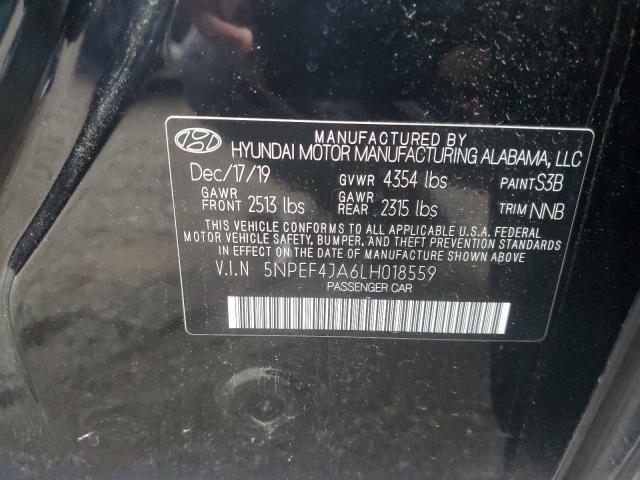 MANUFACTURED BY
HYUNDAI MOTOR MANUFACTURING ALABAMA, LLC
Dec/17/19 GVWR 4354 lbs PAINT S3B
GAWR FRONT 2513 lbs GAWR REAR 2315 lbs TRIM NNB
THIS VEHICLE CONFORMS TO ALL APPLICABLE U.S.A. FEDERAL
MOTOR VEHICLE SAFETY, BUMPER, AND THEFT PREVENTION STANDARDS
IN EFFECT ON THE DATE OF MANUFACTURE SHOWN ABOVE.
V.I.N 5NPEF4JA6LH018559
PASSENGER CAR